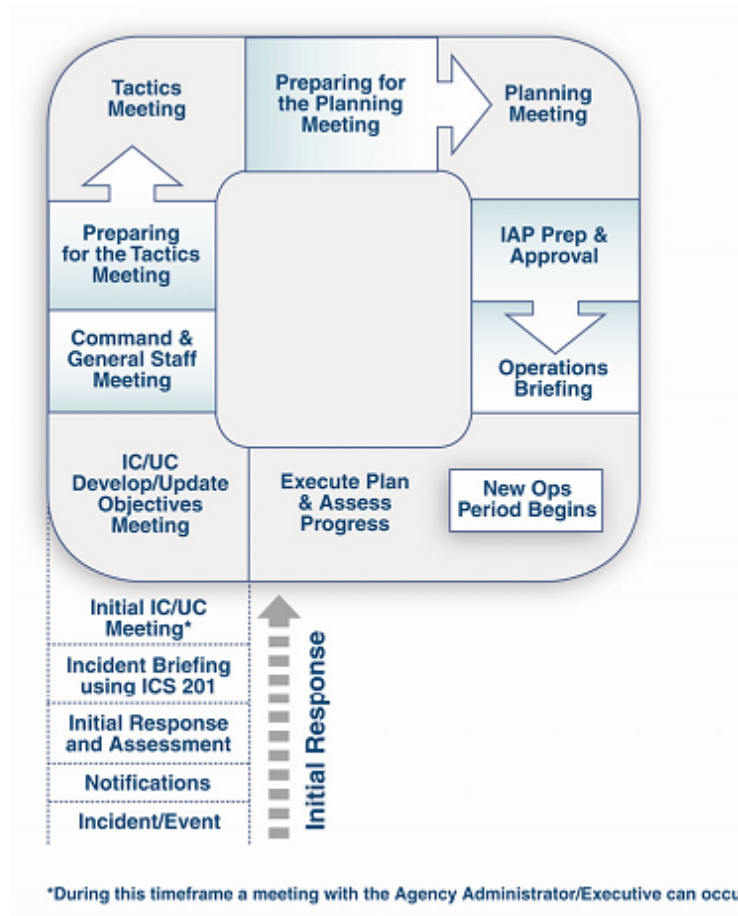 Tactics
Meeting
Preparing for
the Planning
Meeting
Planning
Meeting
Preparing
for the Tactics
Meeting
IAP Prep &
Approval
Command &
General Staff
Meeting
Operations
Briefing
IC/UC
Develop/Update
Objectives
Meeting
Execute Plan
& Assess
Progress
New Ops
Period Begins
Initial IC/UC
Meeting*
Incident Briefing
using ICS 201
Initial Response
and Assessment
Notifications
Incident/Event
Initial Response
*During this timeframe a meeting with the Agency Administrator/Executive can occu